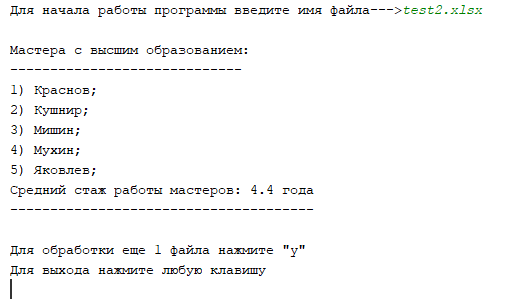 Для начала работы программы введите имя файла--->test2.xlsx
Мастера с высшим образованием:
-----------------------------
1) Краснов;
2) Кушнир;
3) Мишин;
4) Мухин;
5) Яковлев;
Средний стаж работы мастеров: 4.4 года
--------------------------------------
Для обработки еще 1 файла нажмите "y"
Для выхода нажмите любую клавишу